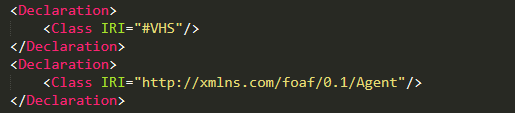 <Declaration>
    <Class IRI="#VHS"/>
</Declaration>
<Declaration>
    <Class IRI="http://xmlns.com/foaf/0.1/Agent"/>
</Declaration>